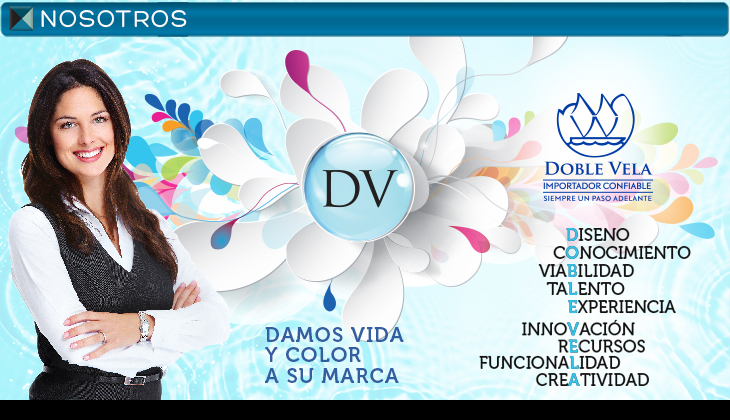 NOSOTROS
DV
DOBLE VELA
IMPORTADOR CONFIABLE
SIEMPRE UN PASO ADELANTE
DISENO
CONOCIMIENTO
VIABILIDAD
TALENTO
EXPERIENCIA
INNOVACIÓN
RECURSOS
FUNCIONALIDAD
CREATIVIDAD
DAMOS VIDA
Y COLOR
A SU MARCA